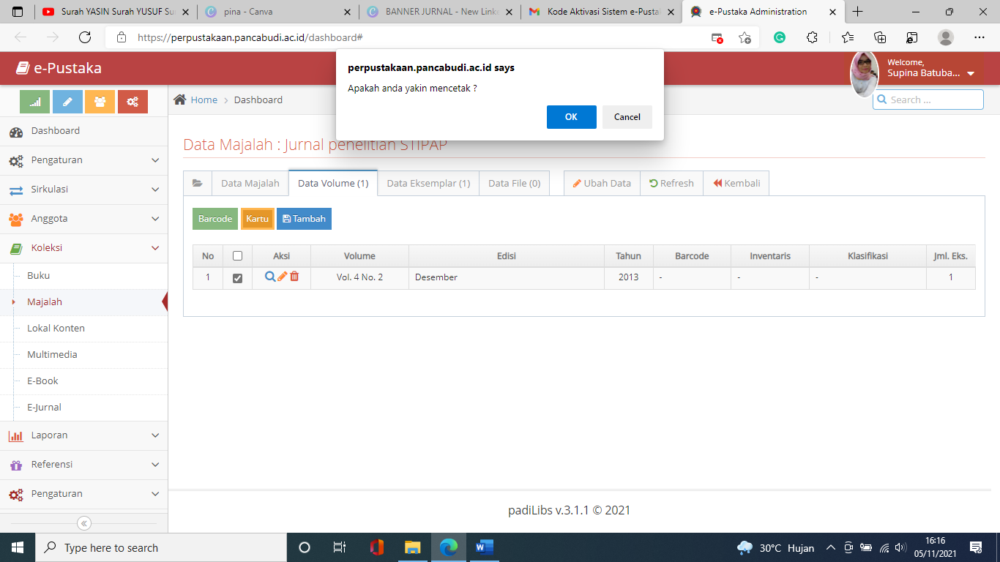 Surah YASIN Surah YUSUF Su
pina - Canva
BANNER JURNAL - New Linke
Kode Aktivasi Sistem e-Pustak
e-Pustaka Administration
https://perpustakaan.pancabudi.ac.id/dashboard#
e-Pustaka
perpustakaan.pancabudi.ac.id says
Apakah anda yakin mencetak ?
OK
Cancel
Welcome,
Supina Batuba...
Home > Dashboard
Search ...
Dashboard
Pengaturan
Sirkulasi
Anggota
Koleksi
Buku
Majalah
Lokal Konten
Multimedia
E-Book
E-Jurnal
Laporan
Referensi
Pengaturan
Data Majalah : Jurnal penelitian STIPAP
Data Majalah Data Volume (1) Data Eksemplar (1) Data File (0) Ubah Data Refresh Kembali
Barcode Kartu Tambah
No Aksi Volume Edisi Tahun Barcode Inventaris Klasifikasi Jml. Eks.
1 Vol. 4 No. 2 Desember 2013 - - - 1
padiLibs v.3.1.1 © 2021
Type here to search
30°C Hujan
16:16
05/11/2021